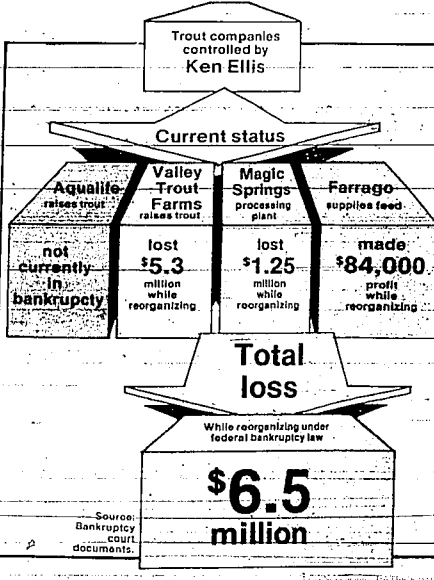 Trout companies
controlled by
Ken Ellis
Current status
Aqualife
raises trout
not
currently
in
bankrupcty
Valley
Trout
Farms
raises trout
lost
$5.3
million
while
reorganizing
Magic
Springs
processing
plant
lost
$1.25
million
while
reorganizing
Farrago
supplies feed
made
$84,000
profit
while
reorganizing
Total
loss
While reorganizing under
federal bankruptcy law
$6.5
million
Source:
Bankruptcy
court
documents.